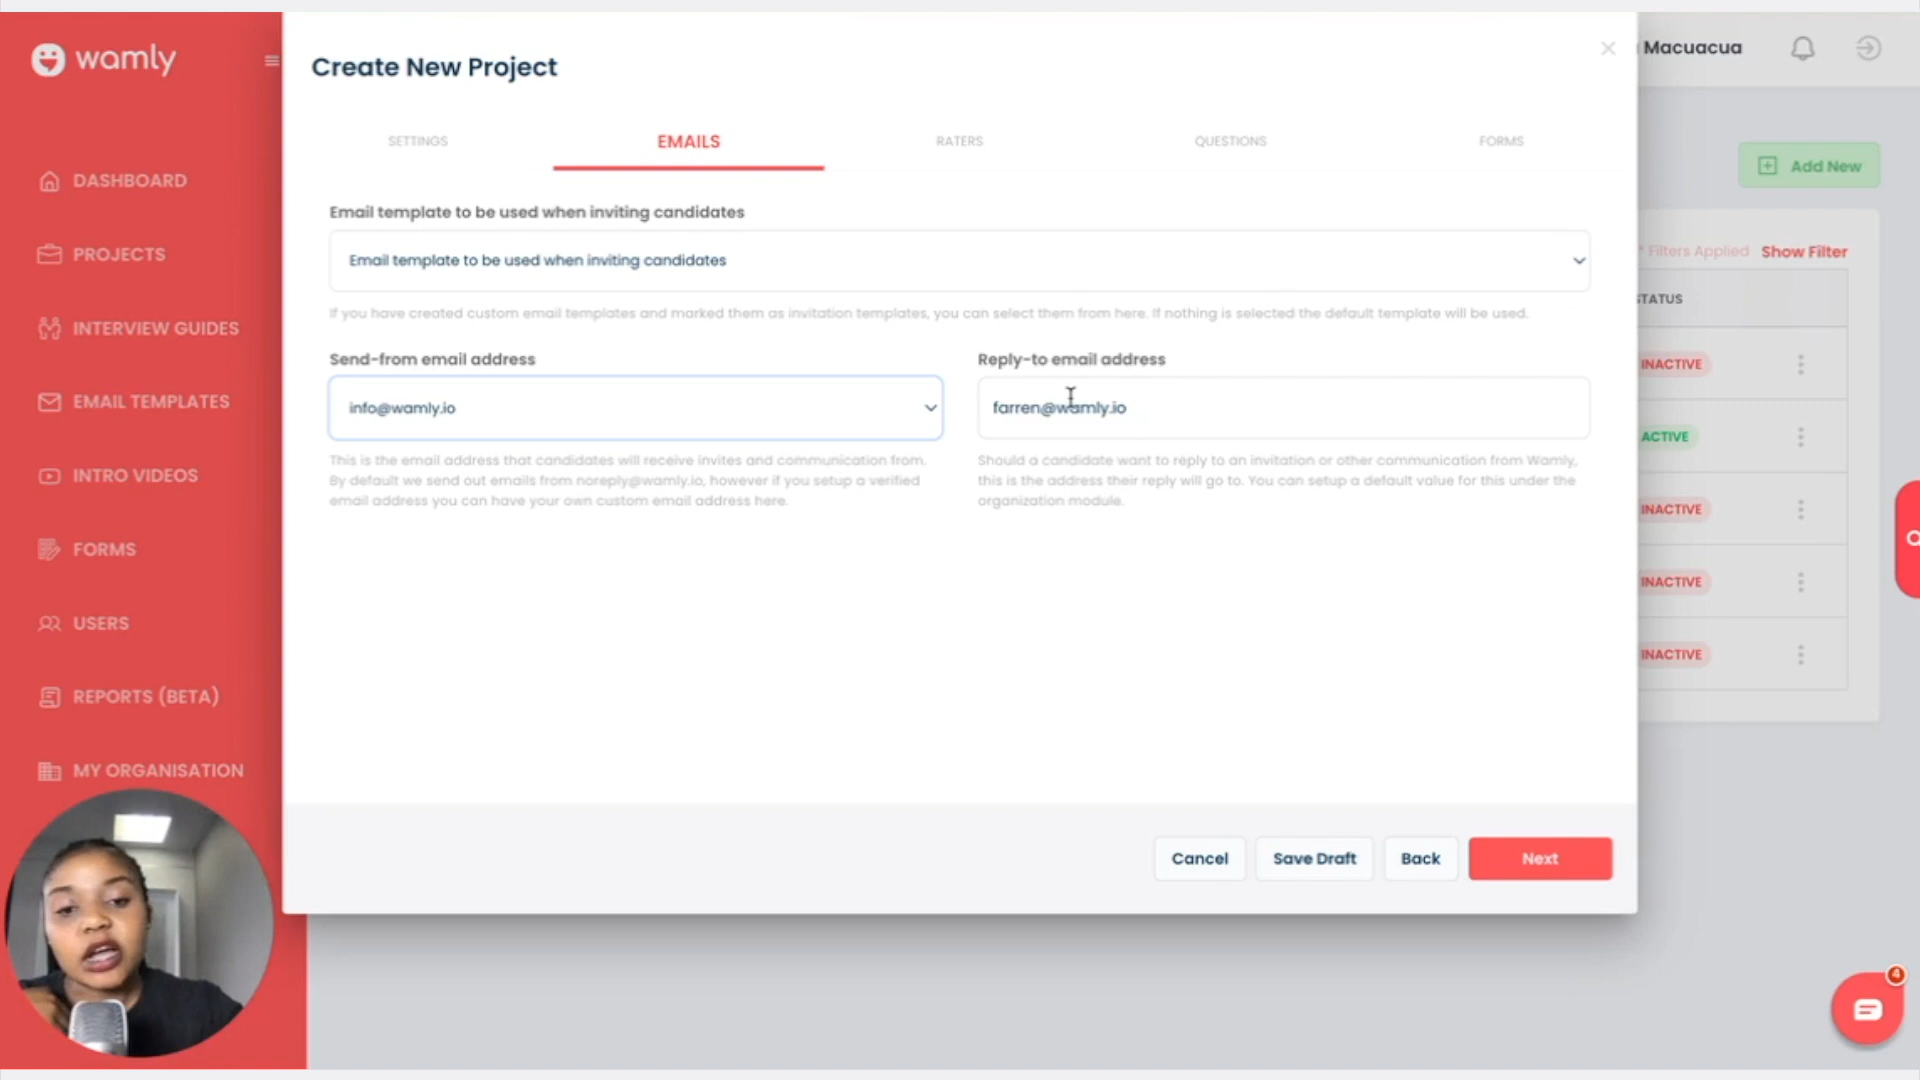 wamly
Create New Project
Macuacua
SETTINGS
EMAILS
RATERS
QUESTIONS
FORMS
DASHBOARD
PROJECTS
INTERVIEW GUIDES
EMAIL TEMPLATES
INTRO VIDEOS
FORMS
USERS
REPORTS (BETA)
MY ORGANISATION
Email template to be used when inviting candidates
Email template to be used when inviting candidates
If you have created custom email templates and marked them as invitation templates, you can select them from here. If nothing is selected the default template will be used.
Send-from email address
info@wamly.io
This is the email address that candidates will receive invites and communication from.
By default we send out emails from noreply@wamly.io, however if you setup a verified
email address you can have your own custom email address here.
Reply-to email address
farren@wamly.io
Should a candidate want to reply to an invitation or other communication from Wamly,
this is the address their reply will go to. You can setup a default value for this under the
organization module.
Cancel
Save Draft
Back
Next
Add New
* Filters Applied Show Filter
STATUS
INACTIVE
ACTIVE
INACTIVE
INACTIVE
INACTIVE
4